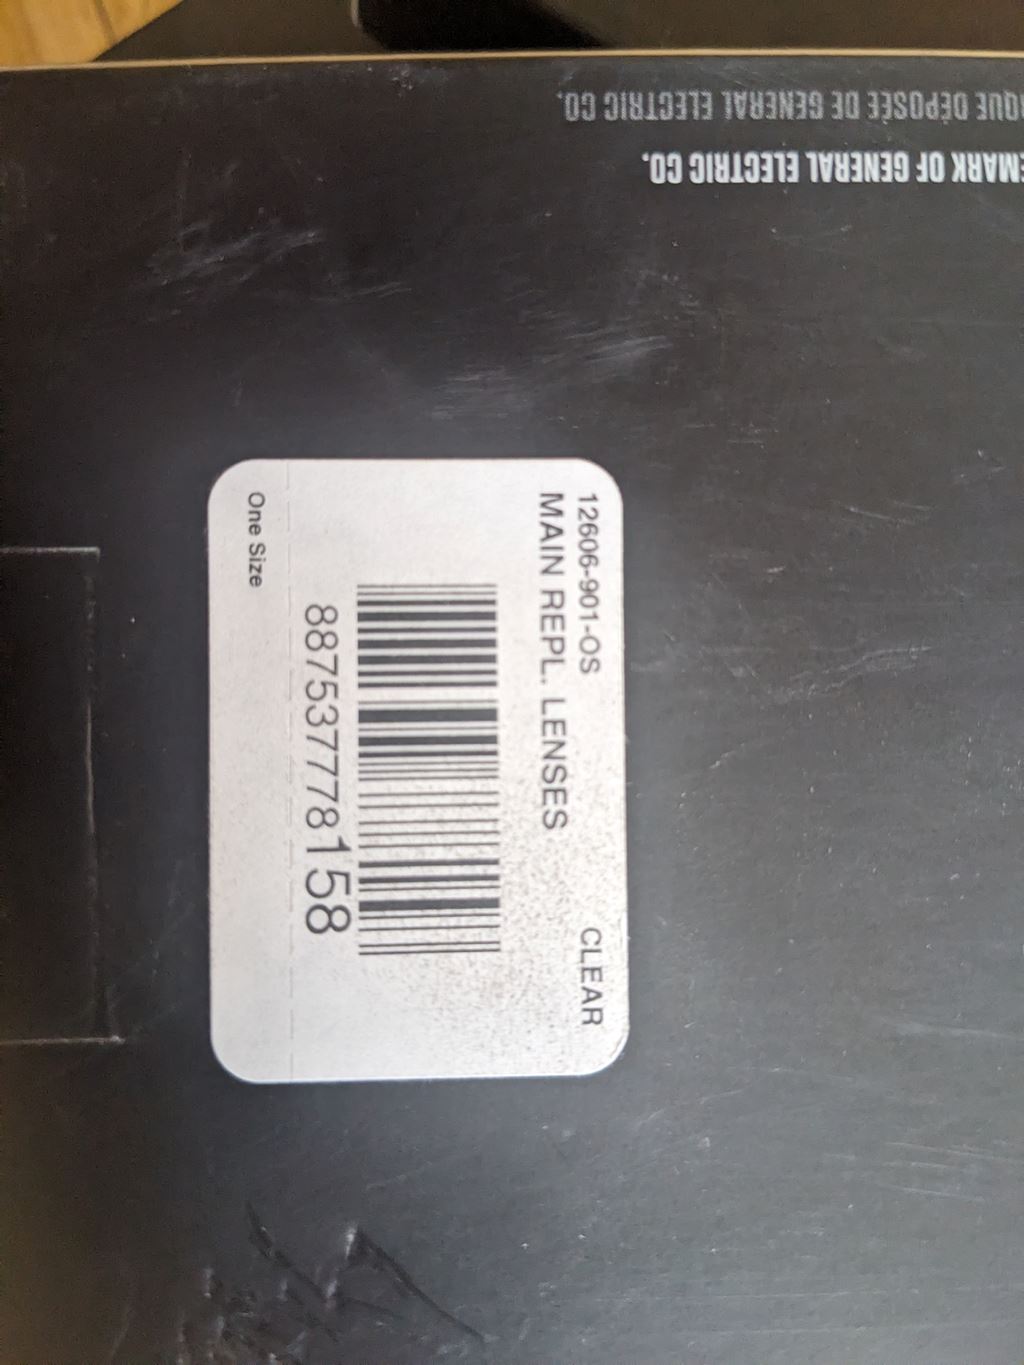 12606-901-OS CLEAR
MAIN REPL. LENSES
887537778158
One Size
EMARK OF GENERAL ELECTRIC CO.
QUE DÉPOSÉE DE GENERAL ELECTRIC CO.